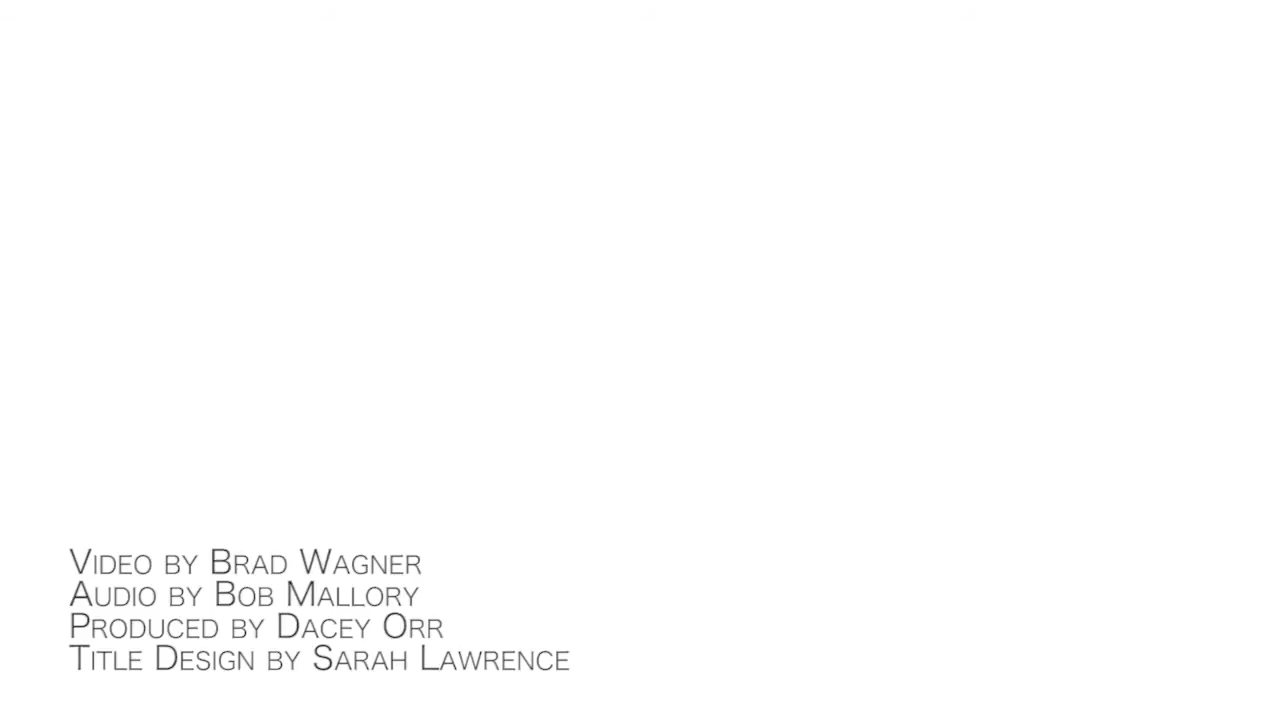 Video by Brad Wagner
Audio by Bob Mallory
Produced by Dacey Orr
Title Design by Sarah Lawrence